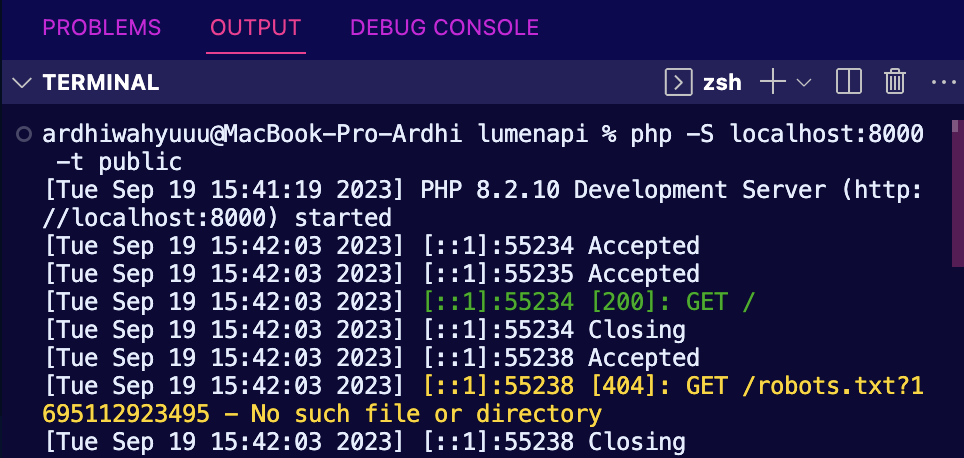 PROBLEMS OUTPUT DEBUG CONSOLE
TERMINAL zsh
ardhiwahyuuu@MacBook-Pro-Ardhi lumenapi % php -S localhost:8000
-t public
[Tue Sep 19 15:41:19 2023] PHP 8.2.10 Development Server (http:
//localhost:8000) started
[Tue Sep 19 15:42:03 2023] [::1]:55234 Accepted
[Tue Sep 19 15:42:03 2023] [::1]:55235 Accepted
[Tue Sep 19 15:42:03 2023] [::1]:55234 [200]: GET /
[Tue Sep 19 15:42:03 2023] [::1]:55234 Closing
[Tue Sep 19 15:42:03 2023] [::1]:55238 Accepted
[Tue Sep 19 15:42:03 2023] [::1]:55238 [404]: GET /robots.txt?1
695112923495 - No such file or directory
[Tue Sep 19 15:42:03 2023] [::1]:55238 Closing